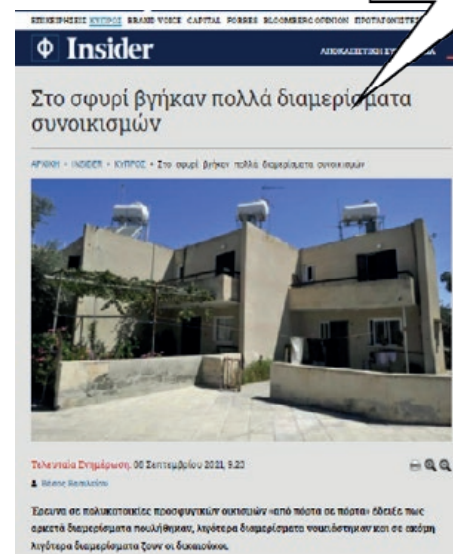 ΕΠΙΧΕΙΡΗΣΕΙΣ ΚΥΠΡΟΣ BRAND VOICE CAPITAL FORBES BLOOMBERG OPINION ΠΡΩΤΑΓΩΝΙΣΤΕΣ
Φ Insider
Στο σφυρί βγήκαν πολλά διαμερίσματα
συνοικισμών
ΑΡΧΙΚΗ • INSIDER • ΚΥΠΡΟΣ • Στο σφυρί βγήκαν πολλά διαμερίσματα συνοικισμών
Τελευταία Ενημέρωση: 08 Σεπτεμβρίου 2021, 9.23
Έρευνα σε πολυκατοικίες προσφυγικών οικισμών «από πόρτα σε πόρτα» έδειξε πως
αρκετά διαμερίσματα πουλήθηκαν, λιγότερα διαμερίσματα νοικιάστηκαν και σε ακόμη
λιγότερα διαμερίσματα ζουν οι δικαιούχοι.